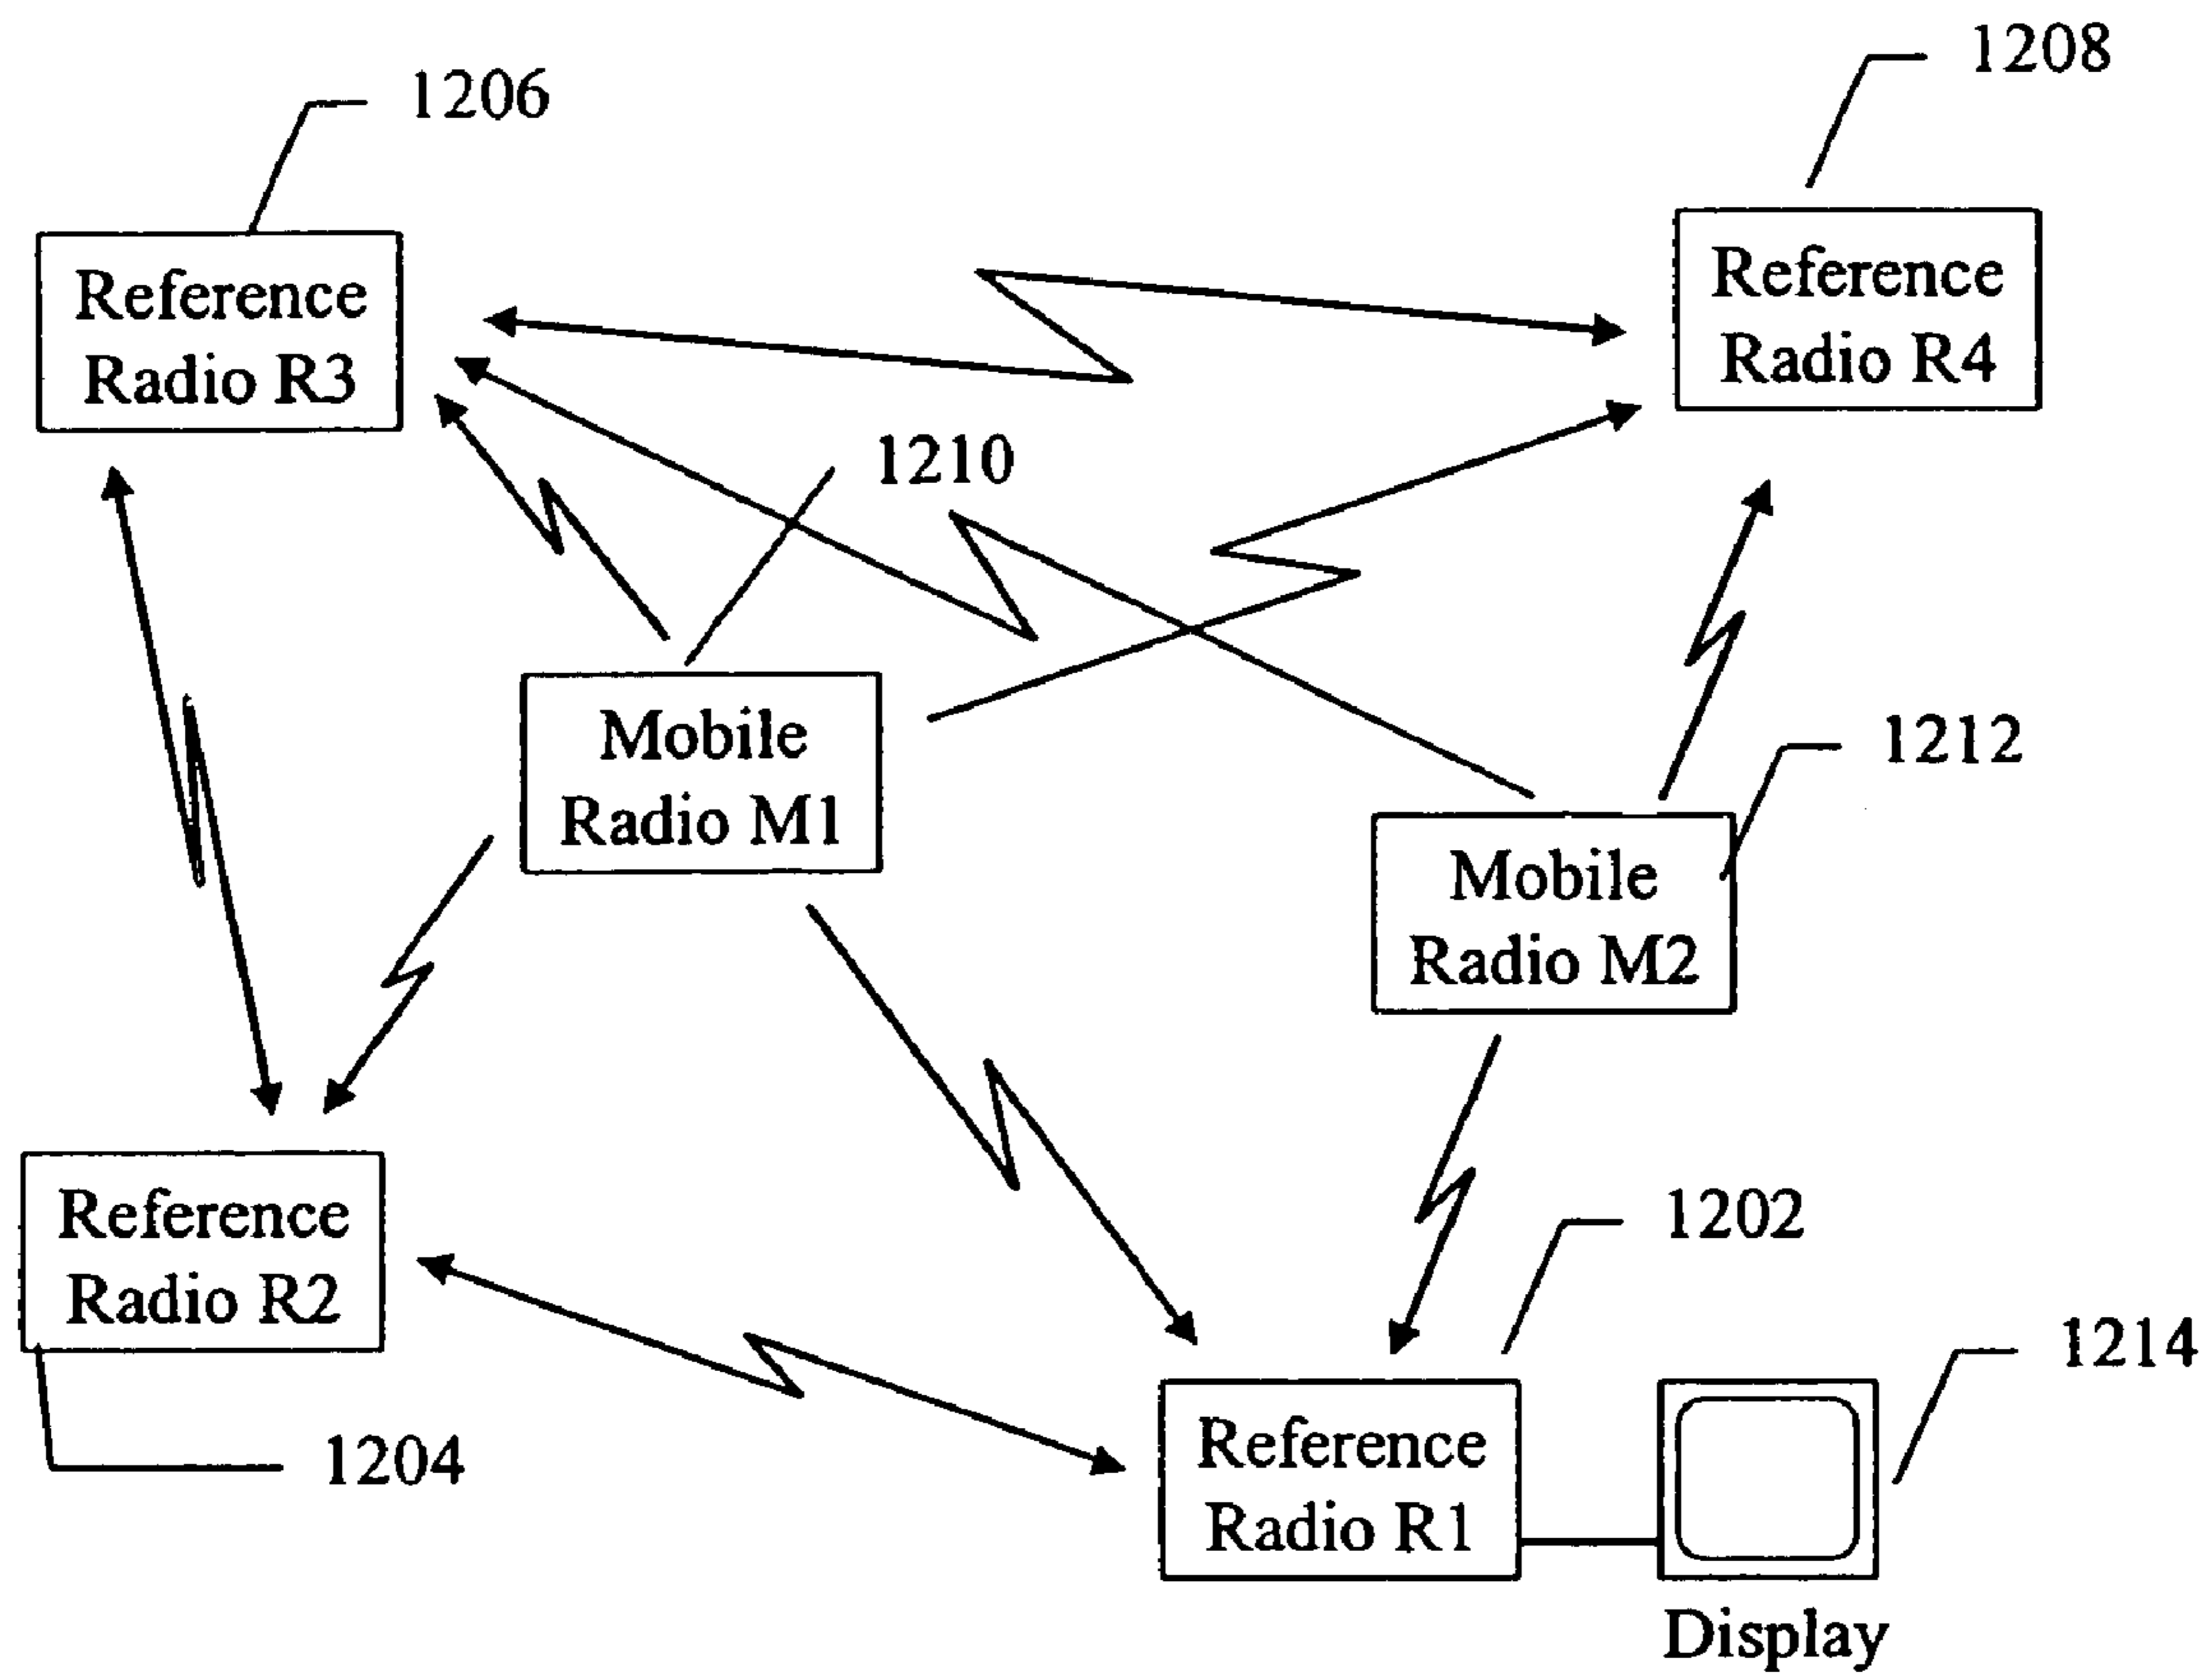 1208
1206
Reference
Radio R3
Reference
Radio R4
1210
Mobile
Radio M1
1212
Mobile
Radio M2
Reference
Radio R2
1202
1214
1204
Reference
Radio R1
Display